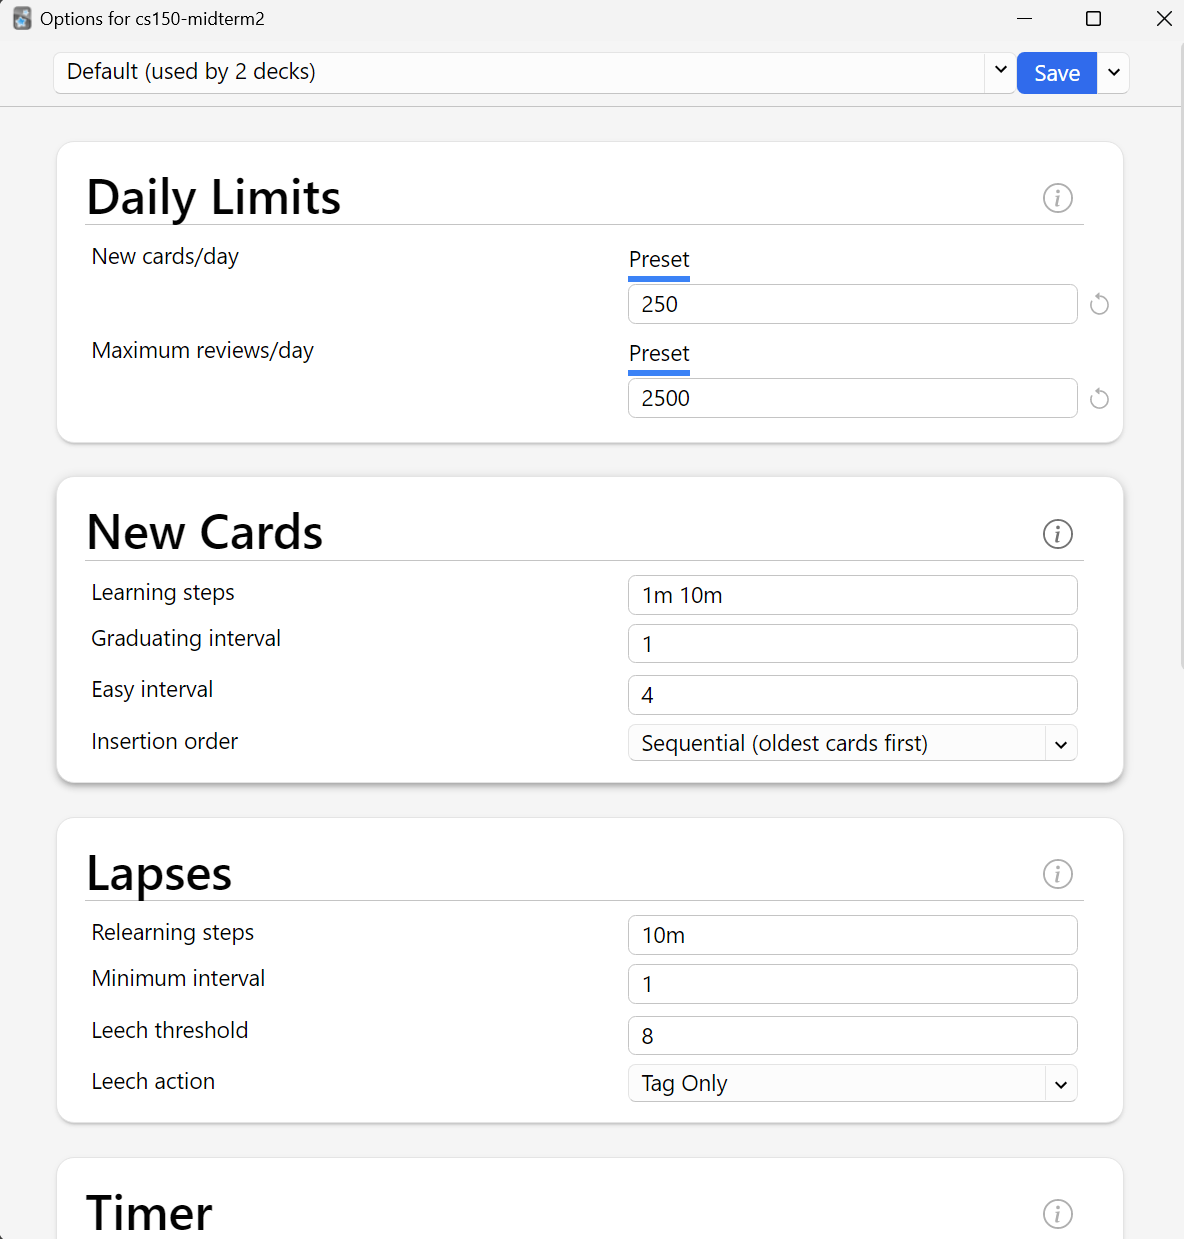 Options for cs150-midterm2
Default (used by 2 decks)
Save
Daily Limits
New cards/day
Preset
250
Maximum reviews/day
Preset
2500
New Cards
Learning steps
1m 10m
Graduating interval
1
Easy interval
4
Insertion order
Sequential (oldest cards first)
Lapses
Relearning steps
10m
Minimum interval
1
Leech threshold
8
Leech action
Tag Only
Timer